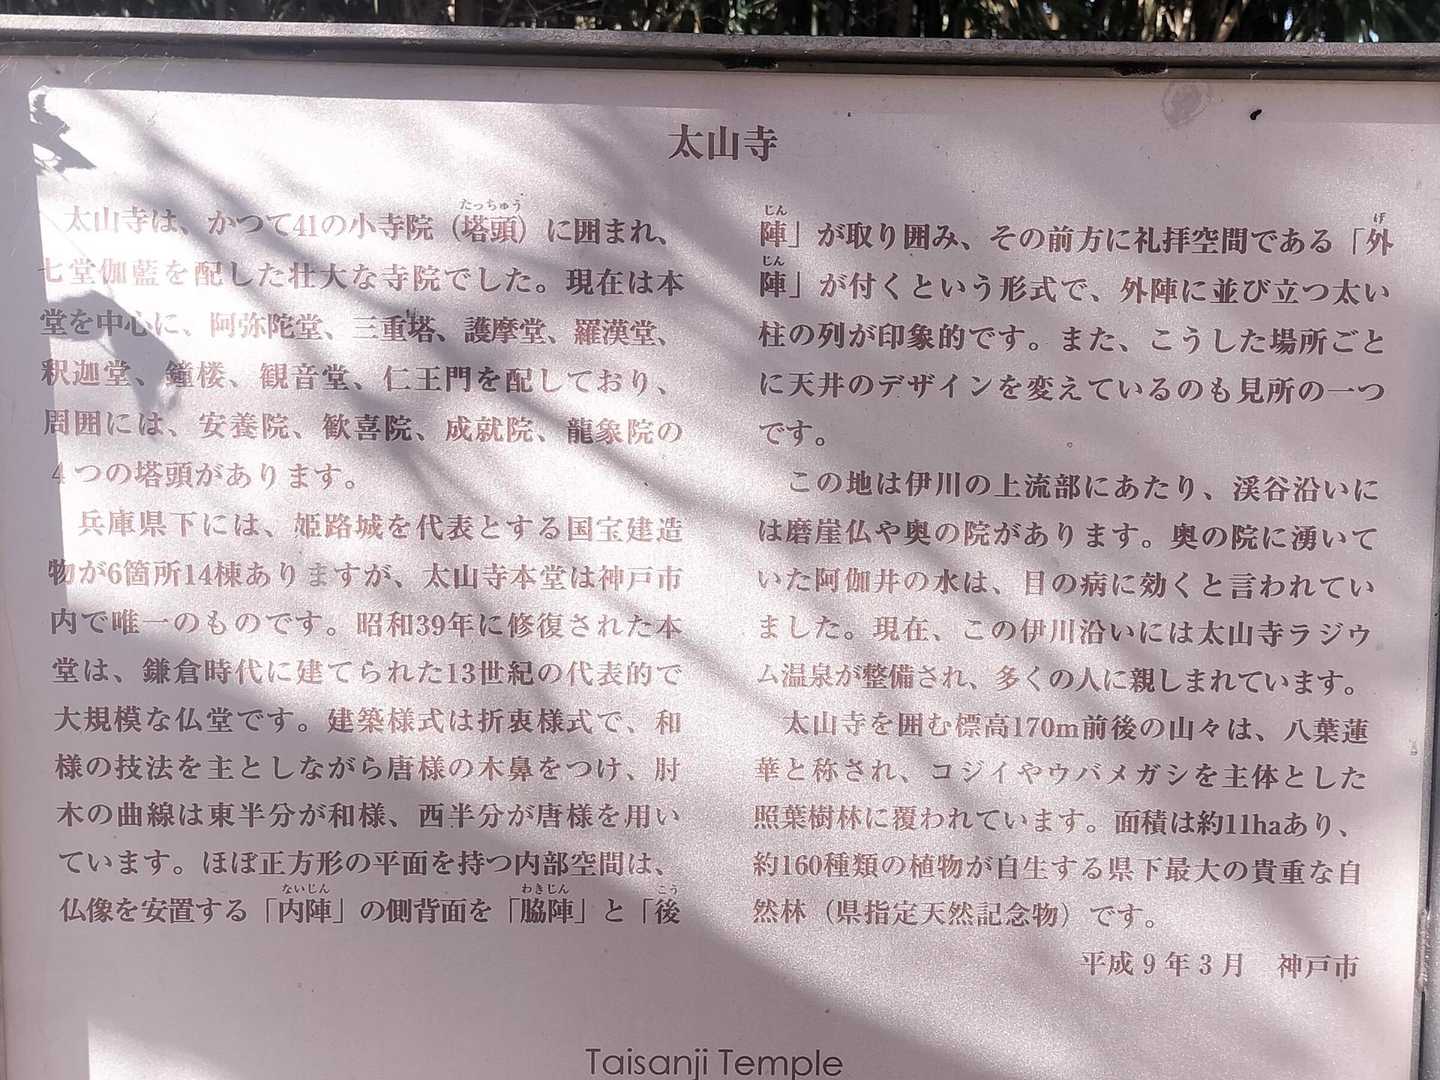 太山寺
太山寺は、かつて41の小寺院（塔頭）に囲まれ、
七堂伽藍を配した壮大な寺院でした。現在は本
堂を中心に、阿弥陀堂、三重塔、護摩堂、羅漢堂、
釈迦堂、鐘楼、観音堂、仁王門を配しており、
周囲には、安養院、歓喜院、成就院、龍象院の
4つの塔頭があります。
兵庫県下には、姫路城を代表とする国宝建造
物が6箇所14棟ありますが、太山寺本堂は神戸市
内で唯一のものです。昭和39年に修復された本
堂は、鎌倉時代に建てられた13世紀の代表的で
大規模な仏堂です。建築様式は折衷様式で、和
様の技法を主としながら唐様の木鼻をつけ、肘
木の曲線は東半分が和様、西半分が唐様を用い
ています。ほぼ正方形の平面を持つ内部空間は、
仏像を安置する「内陣」の側背面を「脇陣」と「後
陣」が取り囲み、その前方に礼拝空間である「外
陣」が付くという形式で、外陣に並び立つ太い
柱の列が印象的です。また、こうした場所ごと
に天井のデザインを変えているのも見所の一つ
です。
この地は伊川の上流部にあたり、渓谷沿いに
は磨崖仏や奥の院があります。奥の院に湧いて
いた阿伽井の水は、目の病に効くと言われてい
ました。現在、この伊川沿いには太山寺ラジウ
ム温泉が整備され、多くの人に親しまれています。
太山寺を囲む標高170m前後の山々は、八葉蓮
華と称され、コジイやウバメガシを主体とした
照葉樹林に覆われています。面積は約11haあり、
約160種類の植物が自生する県下最大の貴重な自
然林（県指定天然記念物）です。
平成9年3月　神戸市
Taisanji Temple